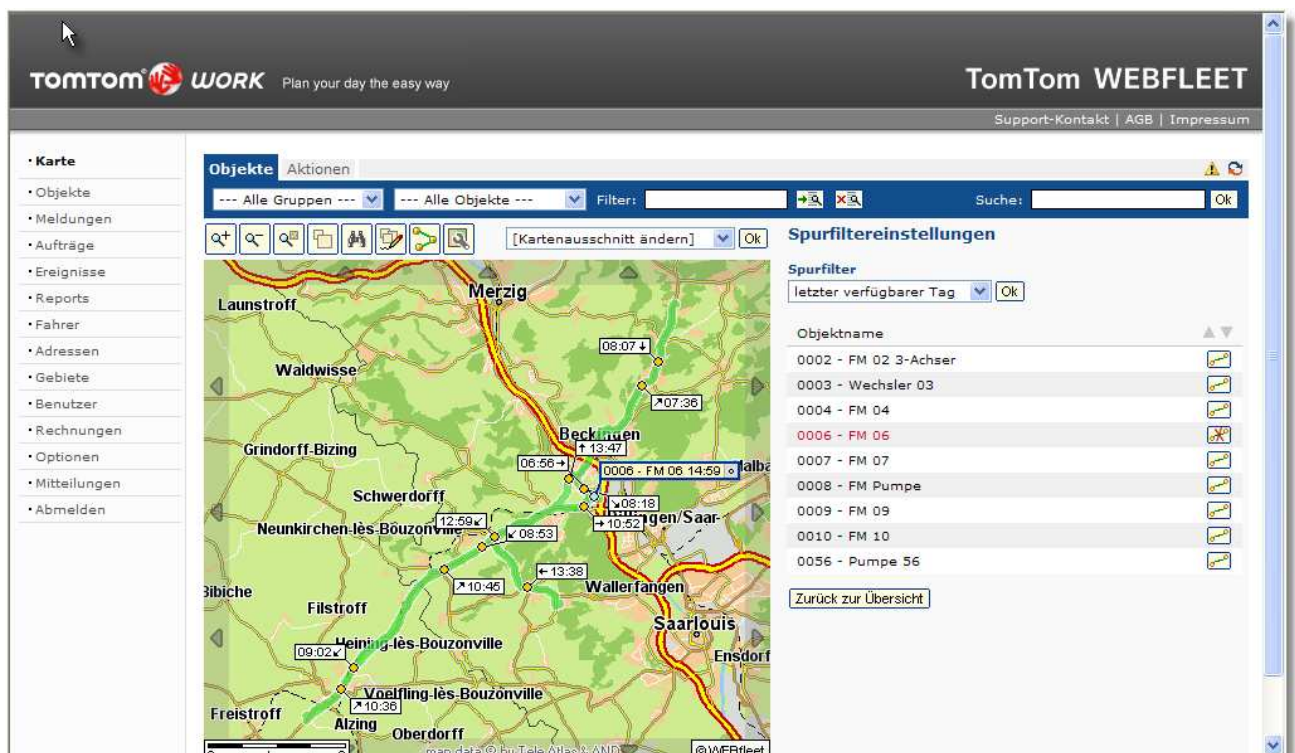 TOMTOM WORK Plan your day the easy way
TomTom WEBFLEET
Support-Kontakt | AGB | Impressum
Karte
Objekte
Meldungen
Aufträge
Ereignisse
Reports
Fahrer
Adressen
Gebiete
Benutzer
Rechnungen
Optionen
Mitteilungen
Abmelden
Objekte Aktionen
--- Alle Gruppen --- --- Alle Objekte --- Filter: Suche: Ok
[Kartenausschnitt ändern] Ok
Merzig
Launstroff
08:07↓
Waldwisse
↗07:36
Beckingen
↑13:47
Grindorff-Bizing
06:56→
0006 - FM 06 14:59
Schwerdorff
↘08:18
12:59↙
→10:52
Neunkirchen-lès-Bouzonville
↙08:53
←13:38
↗10:45
Wallerfangen
Filstroff
Saarlouis
Heining-lès-Bouzonville
09:02↙
Ensdorf
Voelfling-lès-Bouzonville
↗10:36
Freistroff
Alzing
Oberdorff
map data © by Tele Atlas & AND
©WEBfleet
Spurfiltereinstellungen
Spurfilter
letzter verfügbarer Tag Ok
Objektname
0002 - FM 02 3-Achser
0003 - Wechsler 03
0004 - FM 04
0006 - FM 06
0007 - FM 07
0008 - FM Pumpe
0009 - FM 09
0010 - FM 10
0056 - Pumpe 56
Zurück zur Übersicht